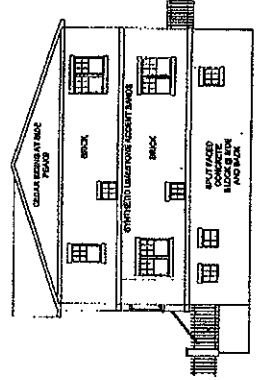 CEDAR SIDING AT SIDE
PEAKS
BRICK
SYNTHETIC LIMESTONE ACCENT BANDS
BRICK
SPLIT FACED
CONCRETE
BLOCK @ SIDE
AND BACK